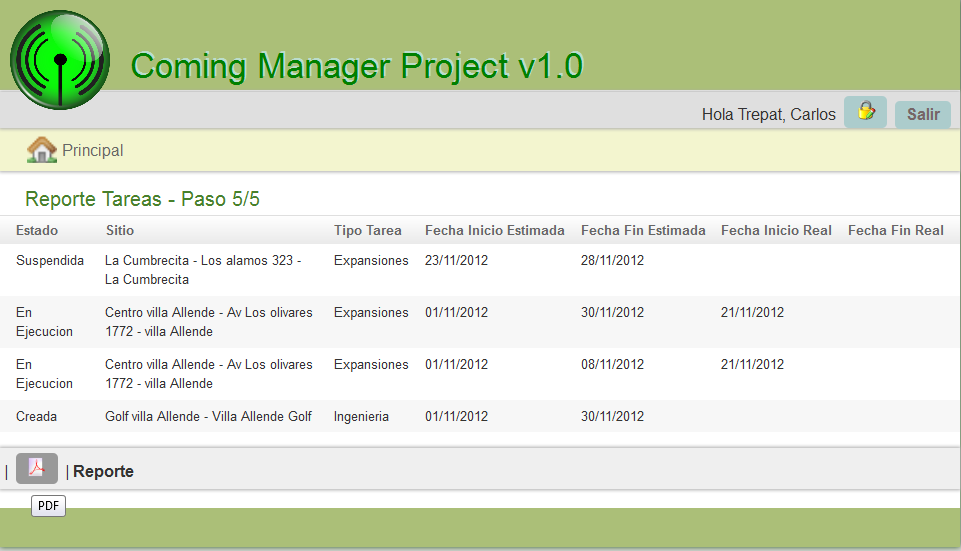 Coming Manager Project v1.0
Hola Trepat, Carlos Salir
Principal
Reporte Tareas - Paso 5/5
Estado Sitio Tipo Tarea Fecha Inicio Estimada Fecha Fin Estimada Fecha Inicio Real Fecha Fin Real
Suspendida La Cumbrecita - Los alamos 323 - Expansiones 23/11/2012 28/11/2012
La Cumbrecita
En Centro villa Allende - Av Los olivares Expansiones 01/11/2012 30/11/2012 21/11/2012
Ejecucion 1772 - villa Allende
En Centro villa Allende - Av Los olivares Expansiones 01/11/2012 08/11/2012 21/11/2012
Ejecucion 1772 - villa Allende
Creada Golf villa Allende - Villa Allende Golf Ingenieria 01/11/2012 30/11/2012
| | Reporte
PDF